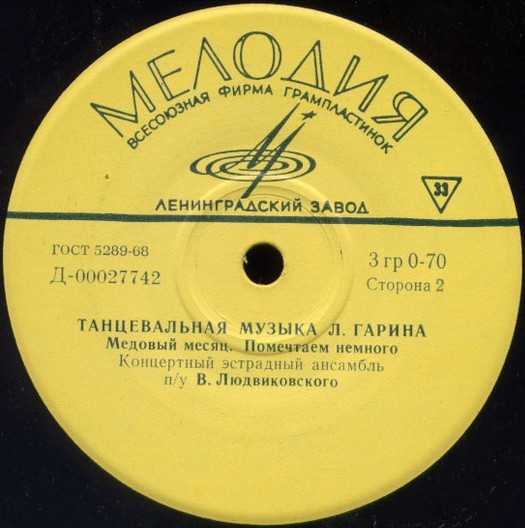 МЕЛОДИЯ
ВСЕСОЮЗНАЯ ФИРМА ГРАМПЛАСТИНОК
33
ЛЕНИНГРАДСКИЙ ЗАВОД
ГОСТ 5289-68
3 гр 0-70
Д-00027742
Сторона 2
ТАНЦЕВАЛЬНАЯ МУЗЫКА Л. ГАРИНА
Медовый месяц. Помечтаем немного
Концертный эстрадный ансамбль
п/у В. Людвиковского